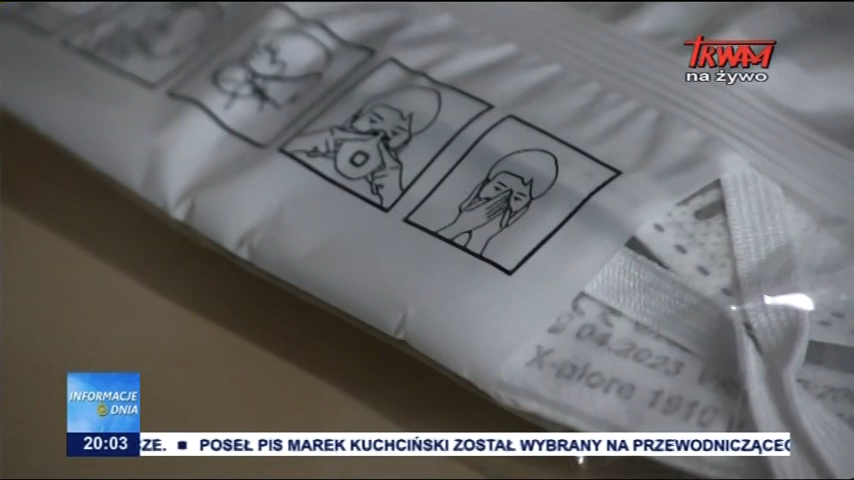 TRWAM
na żywo
04.2023
X-plore 1910
INFORMACJE
DNIA
20:03
ZE. ■ POSEŁ PIS MAREK KUCHCIŃSKI ZOSTAŁ WYBRANY NA PRZEWODNICZĄCEG